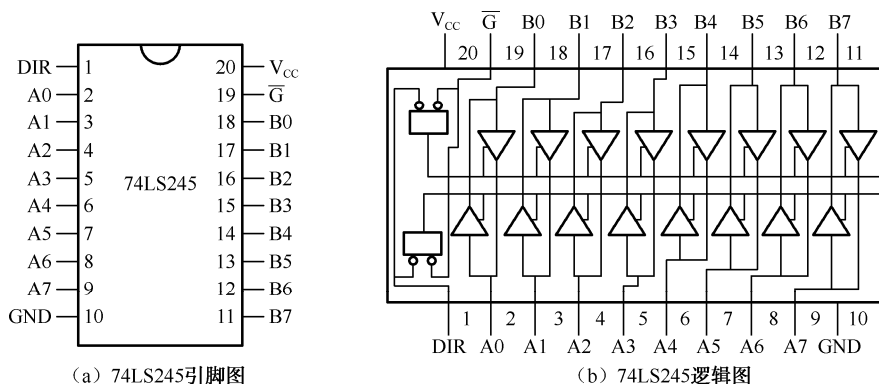 DIR 1 20 V_CC
A0 2 19 G̅
A1 3 18 B0
A2 4 17 B1
A3 5 16 B2
A4 6 15 B3
A5 7 14 B4
A6 8 13 B5
A7 9 12 B6
GND 10 11 B7
74LS245
(a) 74LS245引脚图
V_CC G̅ B0 B1 B2 B3 B4 B5 B6 B7
20 19 18 17 16 15 14 13 12 11
1 2 3 4 5 6 7 8 9 10
DIR A0 A1 A2 A3 A4 A5 A6 A7 GND
(b) 74LS245逻辑图